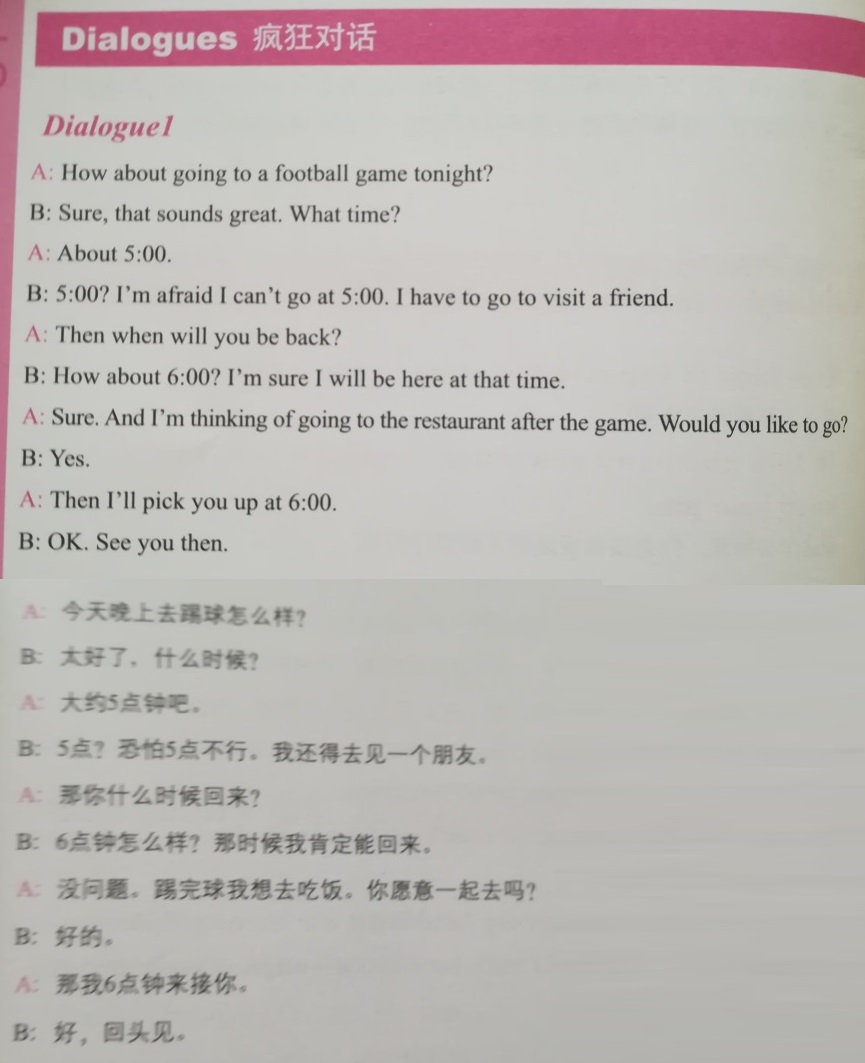 Dialogues 疯狂对话
Dialogue1
A: How about going to a football game tonight?
B: Sure, that sounds great. What time?
A: About 5:00.
B: 5:00? I'm afraid I can't go at 5:00. I have to go to visit a friend.
A: Then when will you be back?
B: How about 6:00? I'm sure I will be here at that time.
A: Sure. And I'm thinking of going to the restaurant after the game. Would you like to go?
B: Yes.
A: Then I'll pick you up at 6:00.
B: OK. See you then.
A: 今天晚上去踢球怎么样?
B: 太好了。什么时候?
A: 大约5点钟吧。
B: 5点? 恐怕5点不行。我还得去见一个朋友。
A: 那你什么时候回来?
B: 6点钟怎么样? 那时候我肯定能回来。
A: 没问题。踢完球我想去吃饭。你愿意一起去吗?
B: 好的。
A: 那我6点钟来接你。
B: 好，回头见。